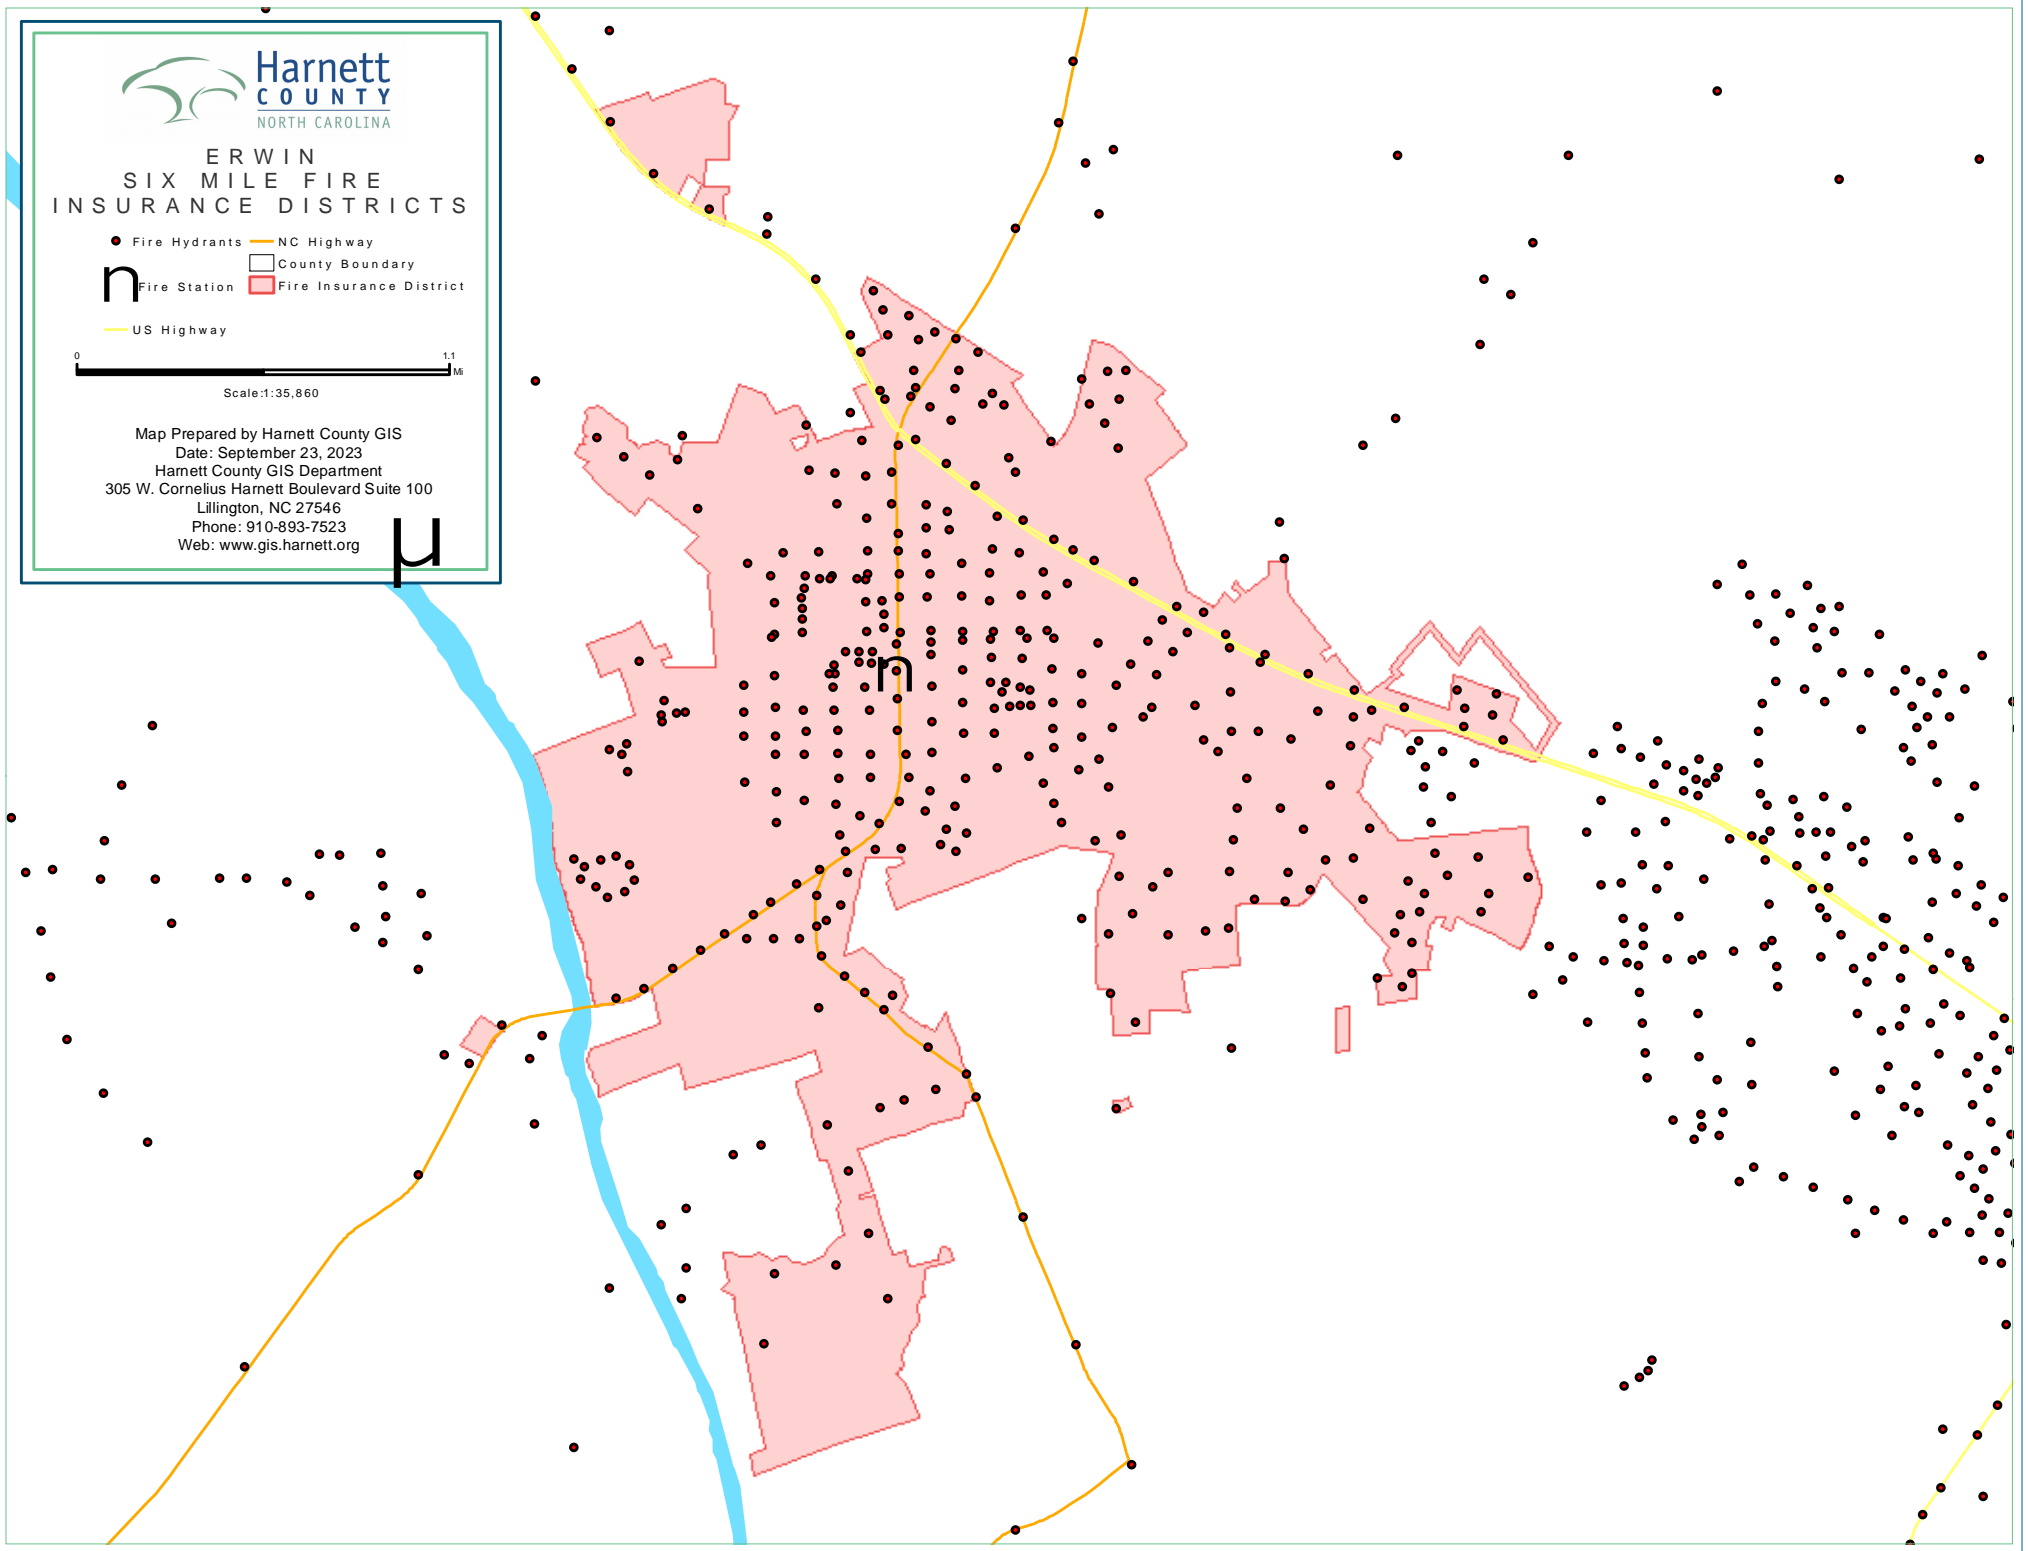 Harnett
COUNTY
NORTH CAROLINA
ERWIN
SIX MILE FIRE
INSURANCE DISTRICTS
Fire Hydrants
NC Highway
County Boundary
n Fire Station
Fire Insurance District
US Highway
0 1.1
Mi
Scale:1:35,860
Map Prepared by Harnett County GIS
Date: September 23, 2023
Harnett County GIS Department
305 W. Cornelius Harnett Boulevard Suite 100
Lillington, NC 27546
Phone: 910-893-7523
Web: www.gis.harnett.org
µ
n